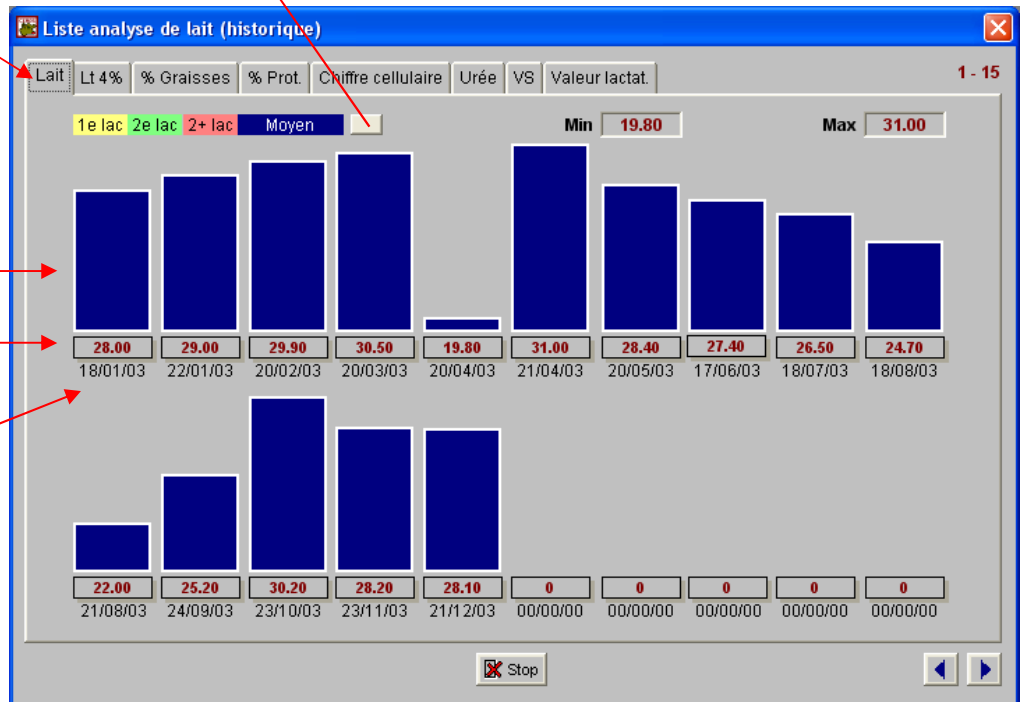 Liste analyse de lait (historique)
Lait Lt 4% % Graisses % Prot. Chiffre cellulaire Urée VS Valeur lactat. 1 - 15
1e lac 2e lac 2+ lac Moyen Min 19.80 Max 31.00
28.00 29.00 29.90 30.50 19.80 31.00 28.40 27.40 26.50 24.70
18/01/03 22/01/03 20/02/03 20/03/03 20/04/03 21/04/03 20/05/03 17/06/03 18/07/03 18/08/03
22.00 25.20 30.20 28.20 28.10 0 0 0 0 0
21/08/03 24/09/03 23/10/03 23/11/03 21/12/03 00/00/00 00/00/00 00/00/00 00/00/00 00/00/00
Stop